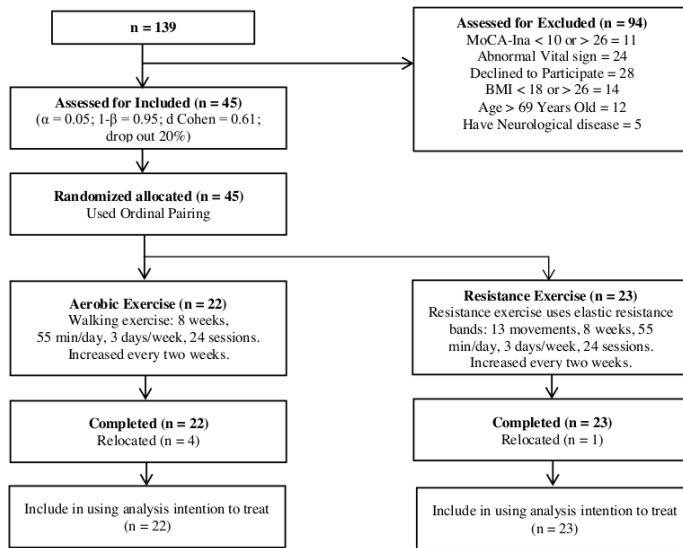 n = 139
Assessed for Excluded (n = 94)
MoCA-Ina < 10 or > 26 = 11
Abnormal Vital sign = 24
Declined to Participate = 28
BMI < 18 or > 26 = 14
Age > 69 Years Old = 12
Have Neurological disease = 5
Assessed for Included (n = 45)
(α = 0.05; 1-β = 0.95; d Cohen = 0.61;
drop out 20%)
Randomized allocated (n = 45)
Used Ordinal Pairing
Aerobic Exercise (n = 22)
Walking exercise: 8 weeks,
55 min/day, 3 days/week, 24 sessions.
Increased every two weeks.
Resistance Exercise (n = 23)
Resistance exercise uses elastic resistance
bands: 13 movements, 8 weeks, 55
min/day, 3 days/week, 24 sessions.
Increased every two weeks.
Completed (n = 22)
Relocated (n = 4)
Completed (n = 23)
Relocated (n = 1)
Include in using analysis intention to treat
(n = 22)
Include in using analysis intention to treat
(n = 23)